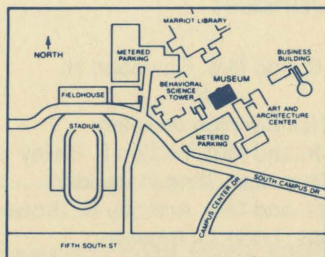 MARRIOT LIBRARY
NORTH
METERED
PARKING
BUSINESS
BUILDING
MUSEUM
BEHAVIORAL
SCIENCE
TOWER
FIELDHOUSE
ART AND
ARCHITECTURE
CENTER
STADIUM
METERED
PARKING
SOUTH CAMPUS DR
CAMPUS CENTER DR
FIFTH SOUTH ST